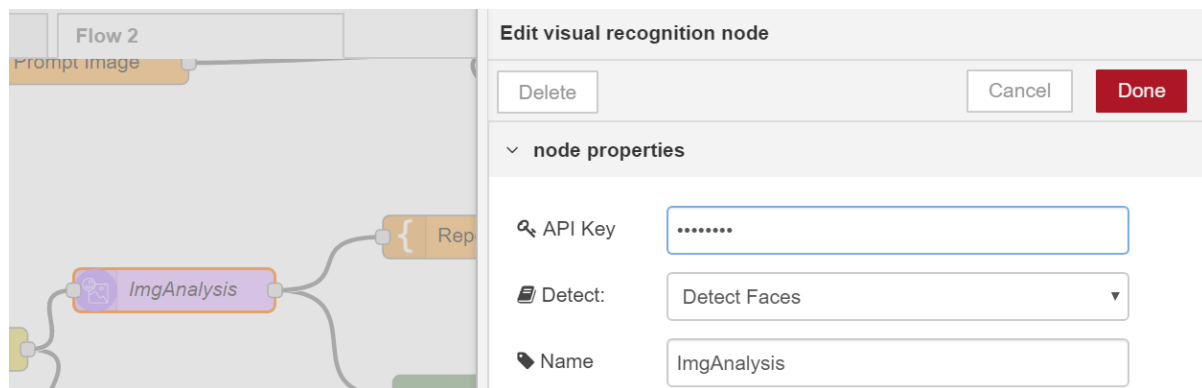 Flow 2
Prompt Image
{ Rep
ImgAnalysis
Edit visual recognition node
Delete
Cancel
Done
node properties
API Key
••••••••
Detect:
Detect Faces
Name
ImgAnalysis